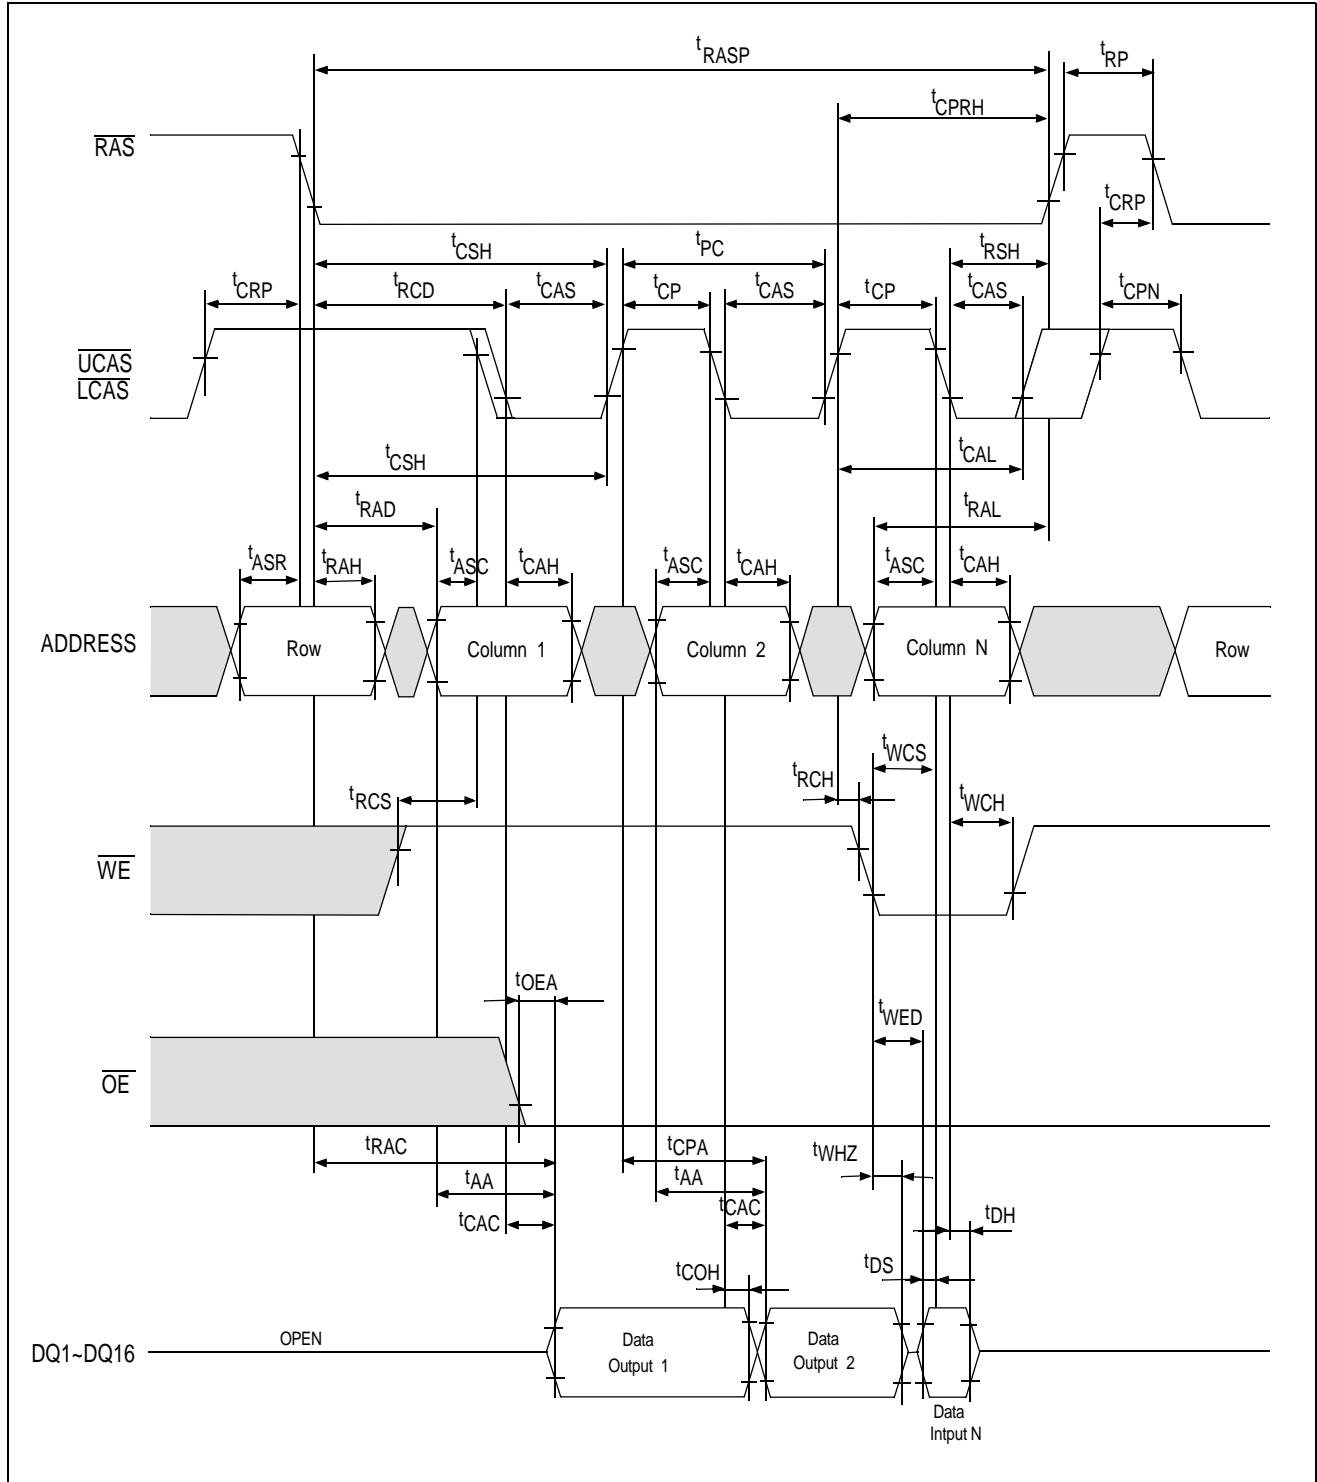 tRASP
tRP
tCPRH
RAS
tCRP
tCSH
tPC
tRSH
tCRP
tRCD
tCAS
tCP
tCAS
tCP
tCAS
tCPN
UCAS
LCAS
tCSH
tCAL
tRAD
tRAL
tASR
tRAH
tASC
tCAH
tASC
tCAH
tASC
tCAH
ADDRESS
Row
Column 1
Column 2
Column N
Row
tWCS
tRCH
tRCS
tWCH
WE
tOEA
tWED
OE
tRAC
tCPA
tWHZ
tAA
tAA
tCAC
tCAC
tDH
tCOH
tDS
DQ1~DQ16
OPEN
Data
Output 1
Data
Output 2
Data
Intput N